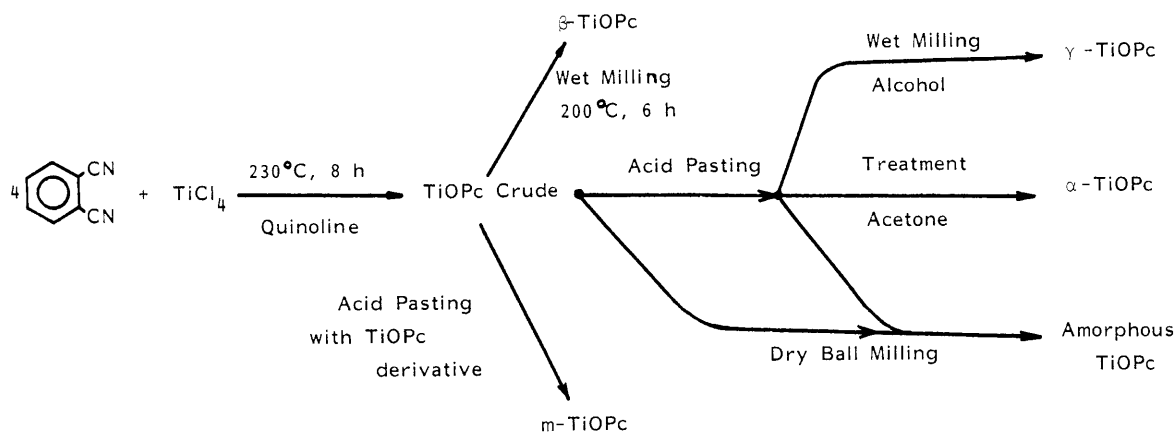 β-TiOPc
Wet Milling
200°C, 6 h
Wet Milling
Alcohol
γ-TiOPc
4
CN
CN
+ TiCl4
230°C, 8 h
Quinoline
TiOPc Crude
Acid Pasting
Treatment
Acetone
α-TiOPc
Acid Pasting
with TiOPc
derivative
Dry Ball Milling
Amorphous
TiOPc
m-TiOPc